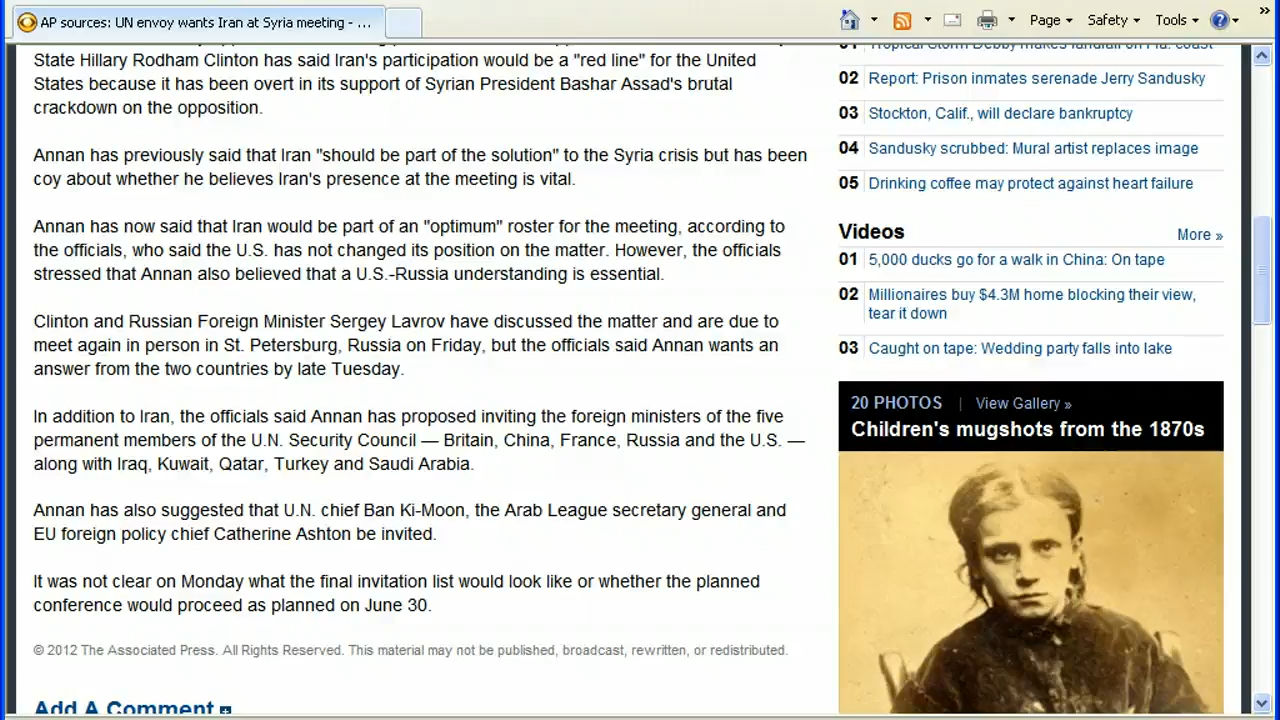 AP sources: UN envoy wants Iran at Syria meeting - ...
Page
Safety
Tools
»
State Hillary Rodham Clinton has said Iran's participation would be a "red line" for the United
States because it has been overt in its support of Syrian President Bashar Assad's brutal
crackdown on the opposition.
Annan has previously said that Iran "should be part of the solution" to the Syria crisis but has been
coy about whether he believes Iran's presence at the meeting is vital.
Annan has now said that Iran would be part of an "optimum" roster for the meeting, according to
the officials, who said the U.S. has not changed its position on the matter. However, the officials
stressed that Annan also believed that a U.S.-Russia understanding is essential.
Clinton and Russian Foreign Minister Sergey Lavrov have discussed the matter and are due to
meet again in person in St. Petersburg, Russia on Friday, but the officials said Annan wants an
answer from the two countries by late Tuesday.
In addition to Iran, the officials said Annan has proposed inviting the foreign ministers of the five
permanent members of the U.N. Security Council — Britain, China, France, Russia and the U.S. —
along with Iraq, Kuwait, Qatar, Turkey and Saudi Arabia.
Annan has also suggested that U.N. chief Ban Ki-Moon, the Arab League secretary general and
EU foreign policy chief Catherine Ashton be invited.
It was not clear on Monday what the final invitation list would look like or whether the planned
conference would proceed as planned on June 30.
© 2012 The Associated Press. All Rights Reserved. This material may not be published, broadcast, rewritten, or redistributed.
Add A Comment
01 Tropical Storm Debby makes landfall on Fla. coast
02 Report: Prison inmates serenade Jerry Sandusky
03 Stockton, Calif., will declare bankruptcy
04 Sandusky scrubbed: Mural artist replaces image
05 Drinking coffee may protect against heart failure
Videos
More »
01 5,000 ducks go for a walk in China: On tape
02 Millionaires buy $4.3M home blocking their view,
tear it down
03 Caught on tape: Wedding party falls into lake
20 PHOTOS | View Gallery »
Children's mugshots from the 1870s